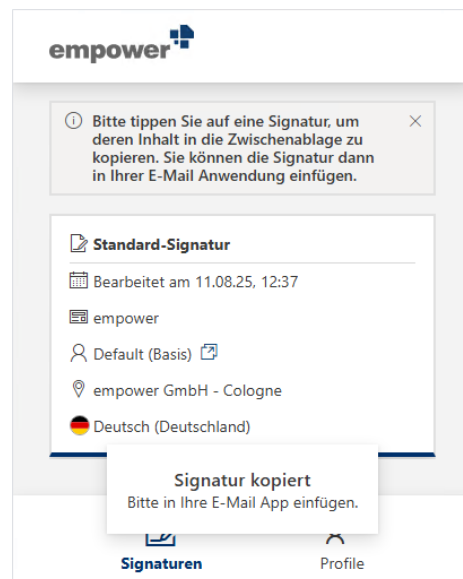 empower
Bitte tippen Sie auf eine Signatur, um
deren Inhalt in die Zwischenablage zu
kopieren. Sie können die Signatur dann
in Ihrer E-Mail Anwendung einfügen.
Standard-Signatur
Bearbeitet am 11.08.25, 12:37
empower
Default (Basis)
empower GmbH - Cologne
Deutsch (Deutschland)
Signatur kopiert
Bitte in Ihre E-Mail App einfügen.
Signaturen
Profile